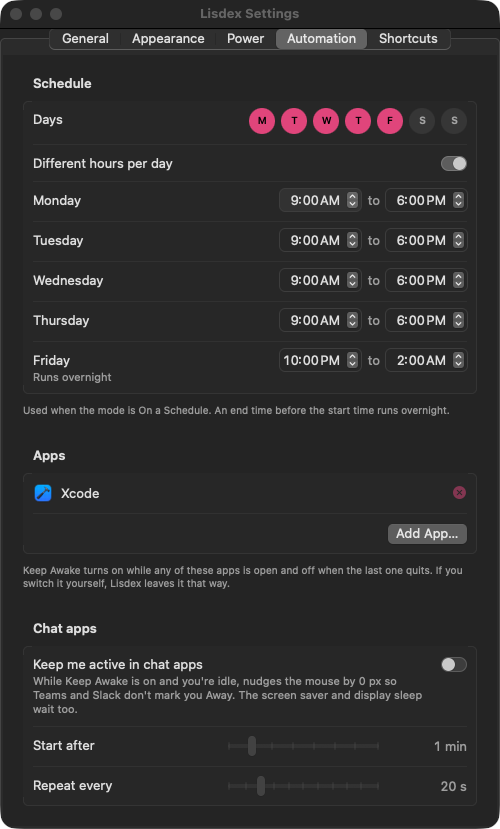 Lisdex Settings
General Appearance Power Automation Shortcuts
Schedule
Days M T W T F S S
Different hours per day
Monday 9:00 AM to 6:00 PM
Tuesday 9:00 AM to 6:00 PM
Wednesday 9:00 AM to 6:00 PM
Thursday 9:00 AM to 6:00 PM
Friday 10:00 PM to 2:00 AM
Runs overnight
Used when the mode is On a Schedule. An end time before the start time runs overnight.
Apps
Xcode
Add App...
Keep Awake turns on while any of these apps is open and off when the last one quits. If you
switch it yourself, Lisdex leaves it that way.
Chat apps
Keep me active in chat apps
While Keep Awake is on and you're idle, nudges the mouse by 0 px so
Teams and Slack don't mark you Away. The screen saver and display sleep
wait too.
Start after 1 min
Repeat every 20 s